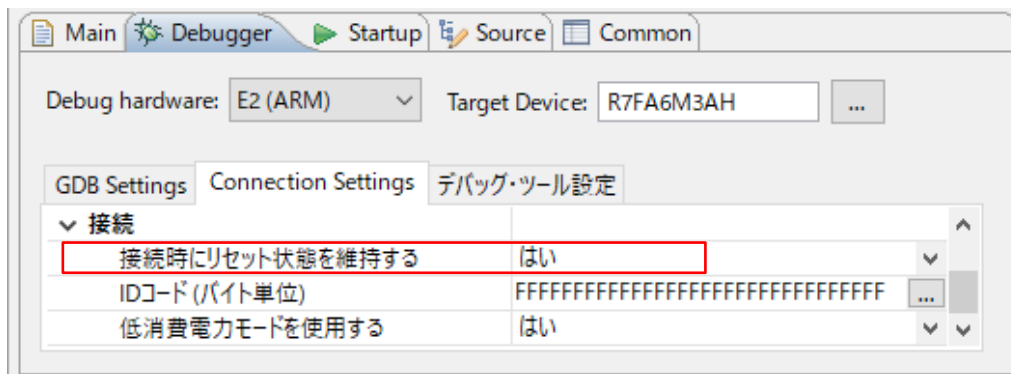 Main Debugger Startup Source Common
Debug hardware: E2 (ARM) Target Device: R7FA6M3AH ...
GDB Settings Connection Settings デバッグ・ツール設定
接続
接続時にリセット状態を維持する はい
IDコード (バイト単位) FFFFFFFFFFFFFFFFFFFFFFFFFFFFFFFF ...
低消費電力モードを使用する はい